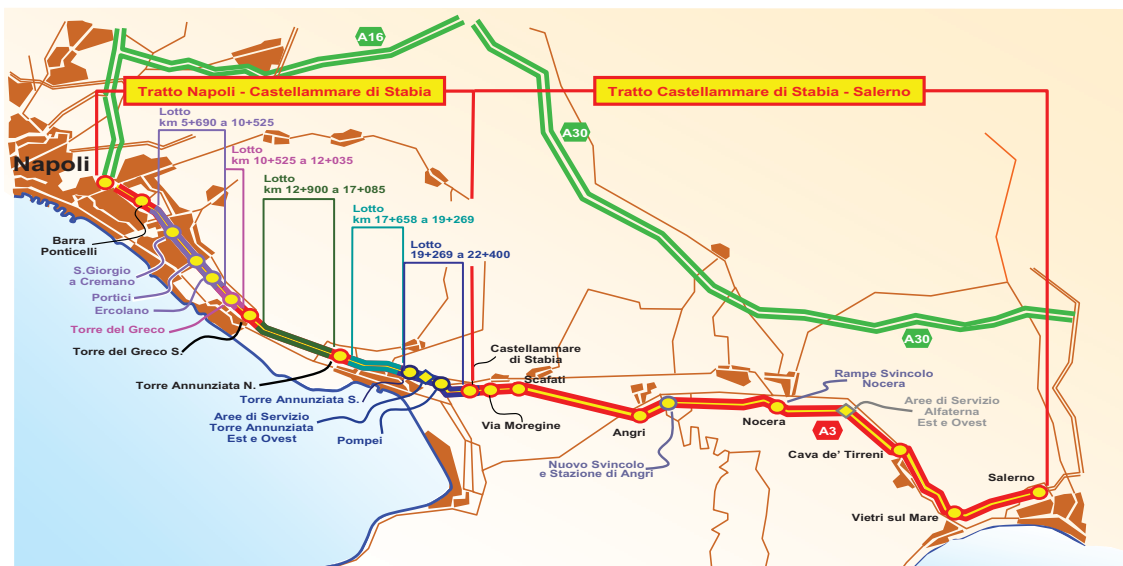 A16
Tratto Napoli - Castellammare di Stabia
Tratto Castellammare di Stabia - Salerno
Lotto
km 5+690 a 10+525
A30
Lotto
km 10+525 a 12+035
Napoli
Lotto
km 12+900 a 17+085
Lotto
km 17+658 a 19+269
Lotto
19+269 a 22+400
Barra
Ponticelli
S.Giorgio
a Cremano
Portici
Ercolano
Torre del Greco
Torre del Greco S.
A30
Castellammare
di Stabia
Scafati
Torre Annunziata N.
Torre Annunziata S.
Aree di Servizio
Torre Annunziata
Est e Ovest
Pompei
Via Moregine
Angri
Nuovo Svincolo
e Stazione di Angri
Rampe Svincolo
Nocera
Nocera
A3
Aree di Servizio
Alfaterna
Est e Ovest
Cava de' Tirreni
Salerno
Vietri sul Mare